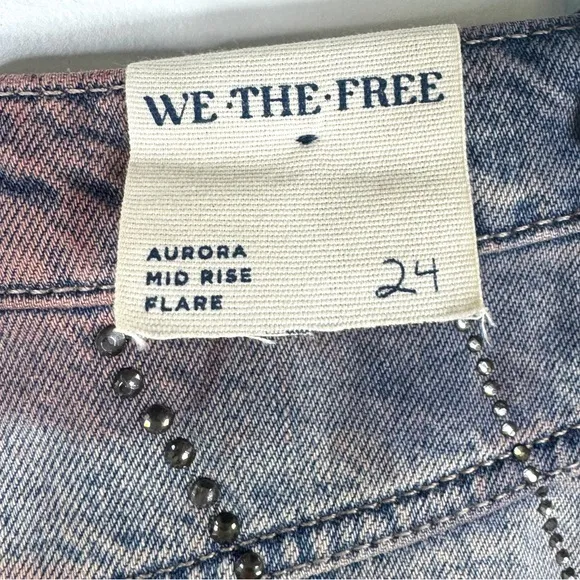 WE·THE·FREE
AURORA
MID RISE
FLARE
24